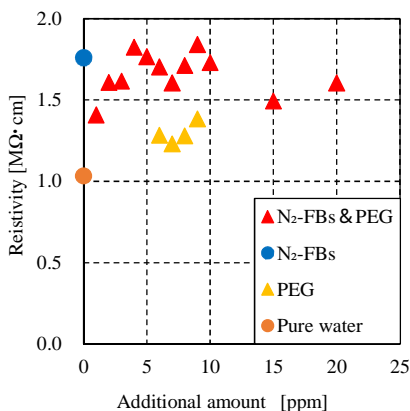 2.0
1.5
1.0
0.5
0.0
Reistivity [MΩ·cm]
N₂-FBs & PEG
N₂-FBs
PEG
Pure water
0 5 10 15 20 25
Additional amount [ppm]